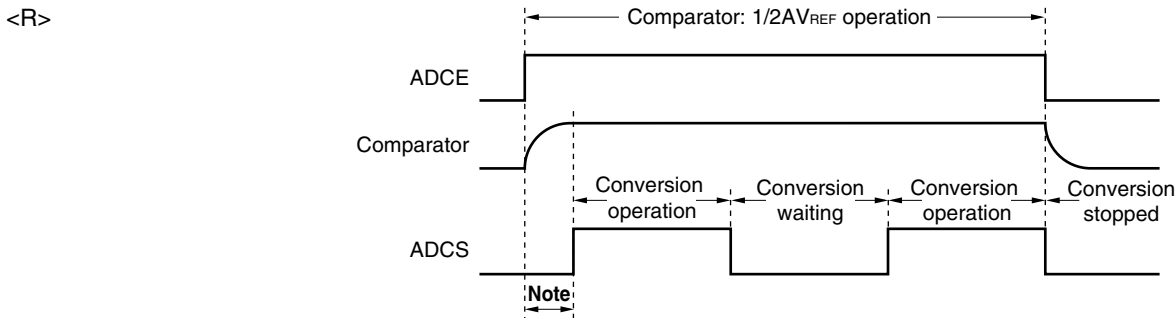 <R>
Comparator: 1/2AVREF operation
ADCE
Comparator
Conversion operation
Conversion waiting
Conversion operation
Conversion stopped
ADCS
Note